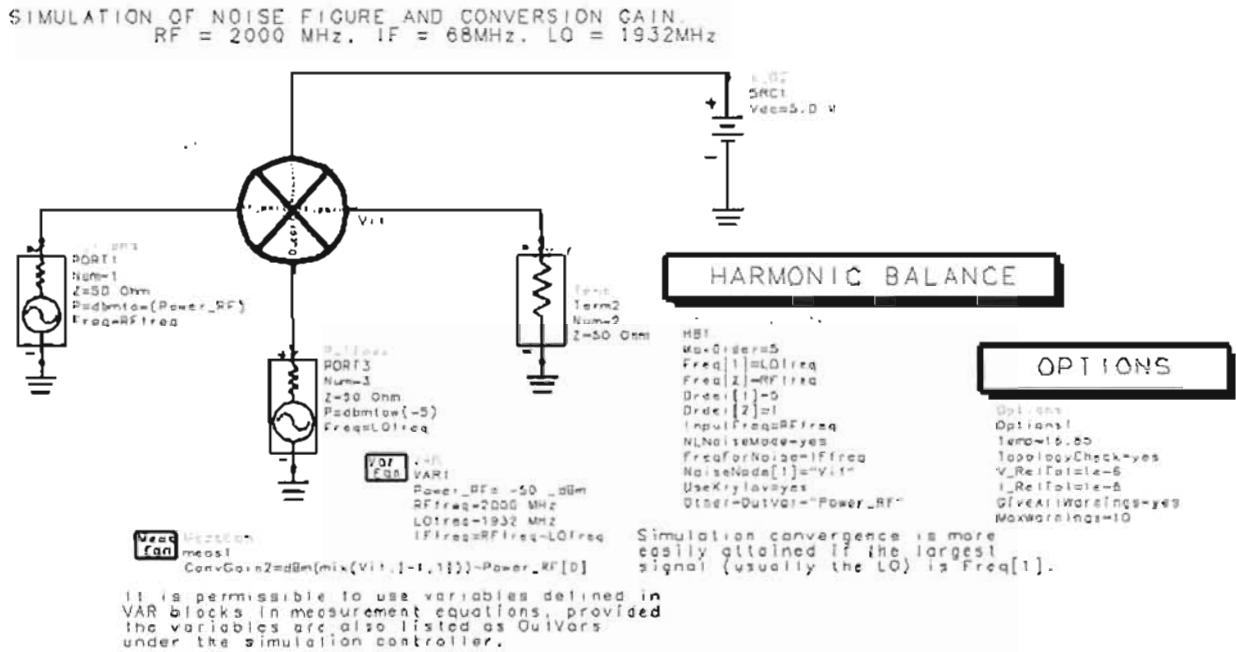 SIMULATION OF NOISE FIGURE AND CONVERSION GAIN.
RF = 2000 MHz. IF = 68MHz. LO = 1932MHz
SRC1
Vdc=5.0 V
+
-
Vif
PORT1
Num=1
Z=50 Ohm
P=dbmtow(Power_RF)
Freq=RFfreq
Term
Term2
Num=2
Z=50 Ohm
PORT3
Num=3
Z=50 Ohm
P=dbmtow(-5)
Freq=LOfreq
HARMONIC BALANCE
HB1
MaxOrder=5
Freq[1]=LOfreq
Freq[2]=RFfreq
Order[1]=5
Order[2]=1
InputFreq=RFfreq
NLNoiseMode=yes
FreqForNoise=IFfreq
NoiseNode[1]="Vif"
UseKrylov=yes
Other=OutVar="Power_RF"
OPTIONS
Options
Options1
Temp=16.85
TopologyCheck=yes
V_RelTol=1e-6
I_RelTol=1e-6
GiveAllWarnings=yes
MaxWarnings=10
Var
Eqn
VAR
VAR1
Power_RF= -50 _dBm
RFfreq=2000 MHz
LOfreq=1932 MHz
IFfreq=RFfreq-LOfreq
Meas
Eqn
MeasEqn
meas1
ConvGain2=dBm(mix(Vif,{-1,1}))-Power_RF[0]
Simulation convergence is more
easily attained if the largest
signal (usually the LO) is Freq[1].
It is permissible to use variables defined in
VAR blocks in measurement equations, provided
the variables are also listed as OutVars
under the simulation controller.